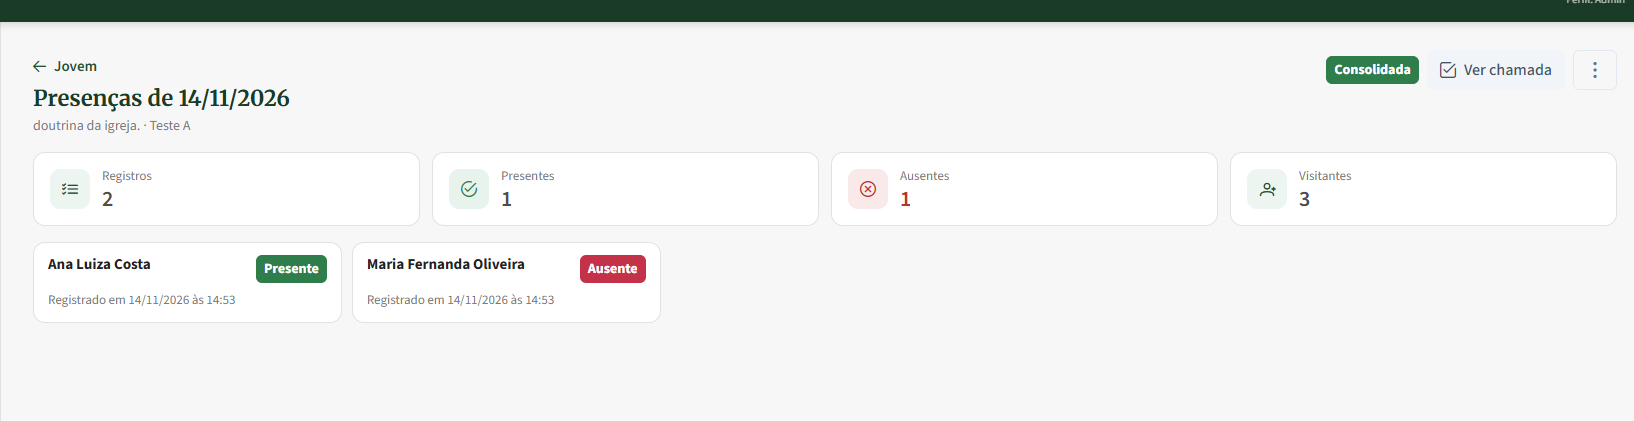 Perfil: Admin
← Jovem
Consolidada
Ver chamada
Presenças de 14/11/2026
doutrina da igreja. · Teste A
Registros
2
Presentes
1
Ausentes
1
Visitantes
3
Ana Luiza Costa
Presente
Registrado em 14/11/2026 às 14:53
Maria Fernanda Oliveira
Ausente
Registrado em 14/11/2026 às 14:53